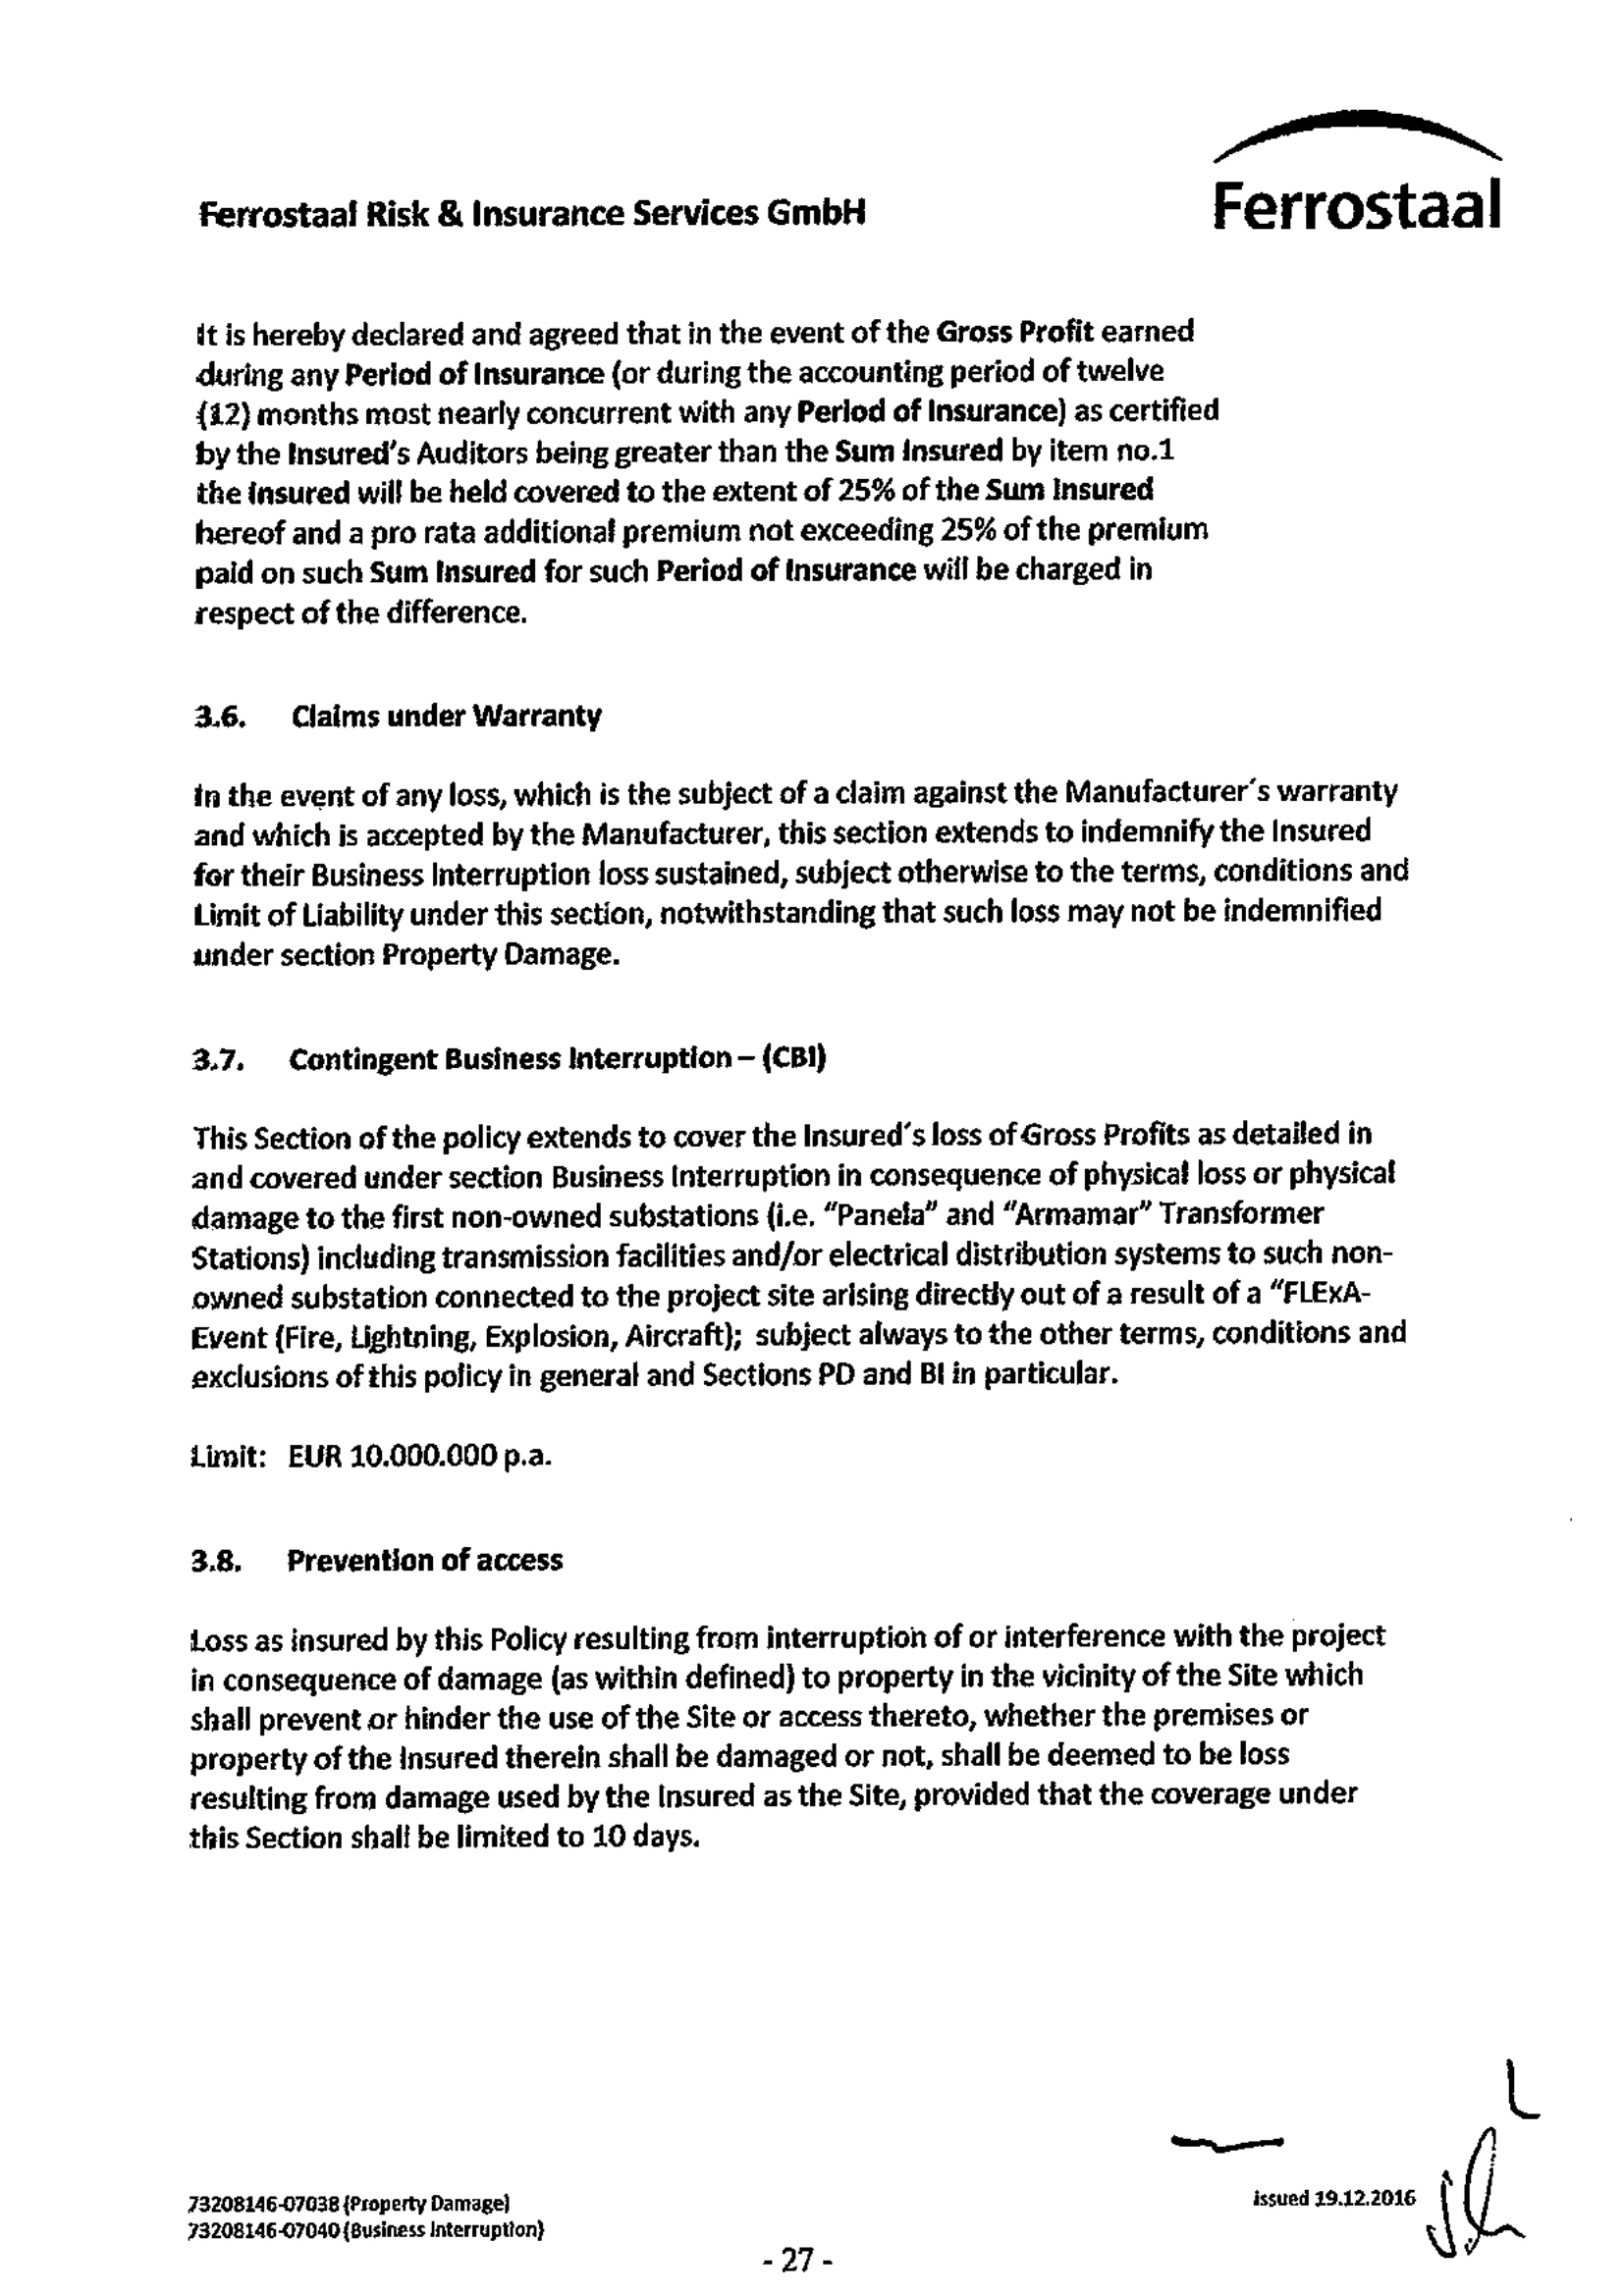 Ferrostaal Risk & Insurance Services GmbH
Ferrostaal
It is hereby declared and agreed that in the event of the Gross Profit earned
during any Period of Insurance (or during the accounting period of twelve
(12) months most nearly concurrent with any Period of Insurance) as certified
by the Insured's Auditors being greater than the Sum Insured by item no.1
the Insured will be held covered to the extent of 25% of the Sum Insured
hereof and a pro rata additional premium not exceeding 25% of the premium
paid on such Sum Insured for such Period of Insurance will be charged in
respect of the difference.
3.6. Claims under Warranty
In the event of any loss, which is the subject of a claim against the Manufacturer´s warranty
and which is accepted by the Manufacturer, this section extends to indemnify the Insured
for their Business Interruption loss sustained, subject otherwise to the terms, conditions and
Limit of Liability under this section, notwithstanding that such loss may not be indemnified
under section Property Damage.
3.7. Contingent Business Interruption – (CBI)
This Section of the policy extends to cover the Insured´s loss of Gross Profits as detailed in
and covered under section Business Interruption in consequence of physical loss or physical
damage to the first non-owned substations (i.e. "Panela" and "Armamar" Transformer
Stations) including transmission facilities and/or electrical distribution systems to such non-
owned substation connected to the project site arising directly out of a result of a "FLExA-
Event (Fire, Lightning, Explosion, Aircraft); subject always to the other terms, conditions and
exclusions of this policy in general and Sections PD and BI in particular.
Limit: EUR 10.000.000 p.a.
3.8. Prevention of access
Loss as insured by this Policy resulting from interruption of or interference with the project
in consequence of damage (as within defined) to property in the vicinity of the Site which
shall prevent or hinder the use of the Site or access thereto, whether the premises or
property of the Insured therein shall be damaged or not, shall be deemed to be loss
resulting from damage used by the Insured as the Site, provided that the coverage under
this Section shall be limited to 10 days.
73208146-07038 (Property Damage)
issued 19.12.2016
73208146-07040 (Business Interruption)
- 27 -